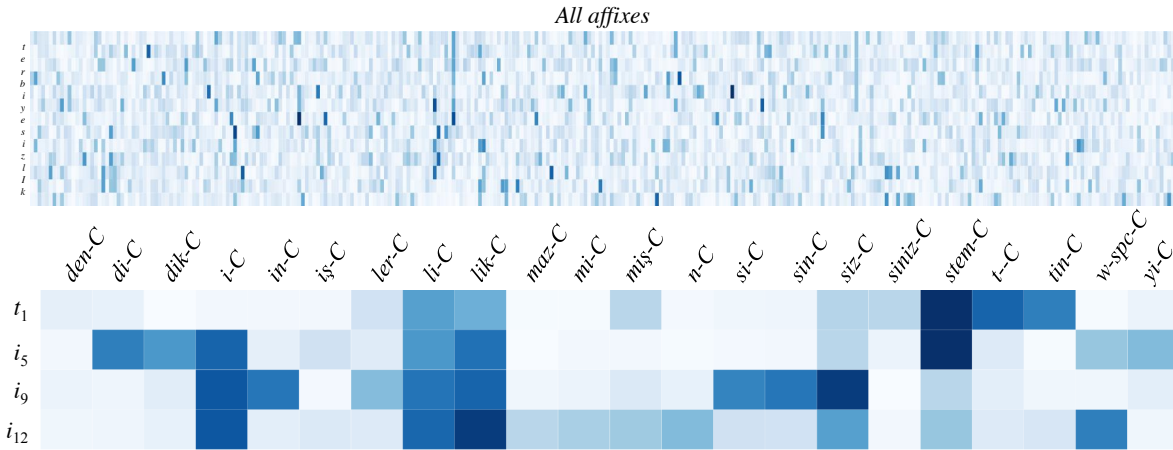 All affixes
t
e
r
b
i
y
e
s
i
z
l
I
k
den-C di-C dik-C i-C in-C iş-C ler-C li-C lik-C maz-C mi-C miş-C n-C si-C sin-C siz-C siniz-C stem-C t--C tin-C w-spc-C yi-C
t1
i5
i9
i12